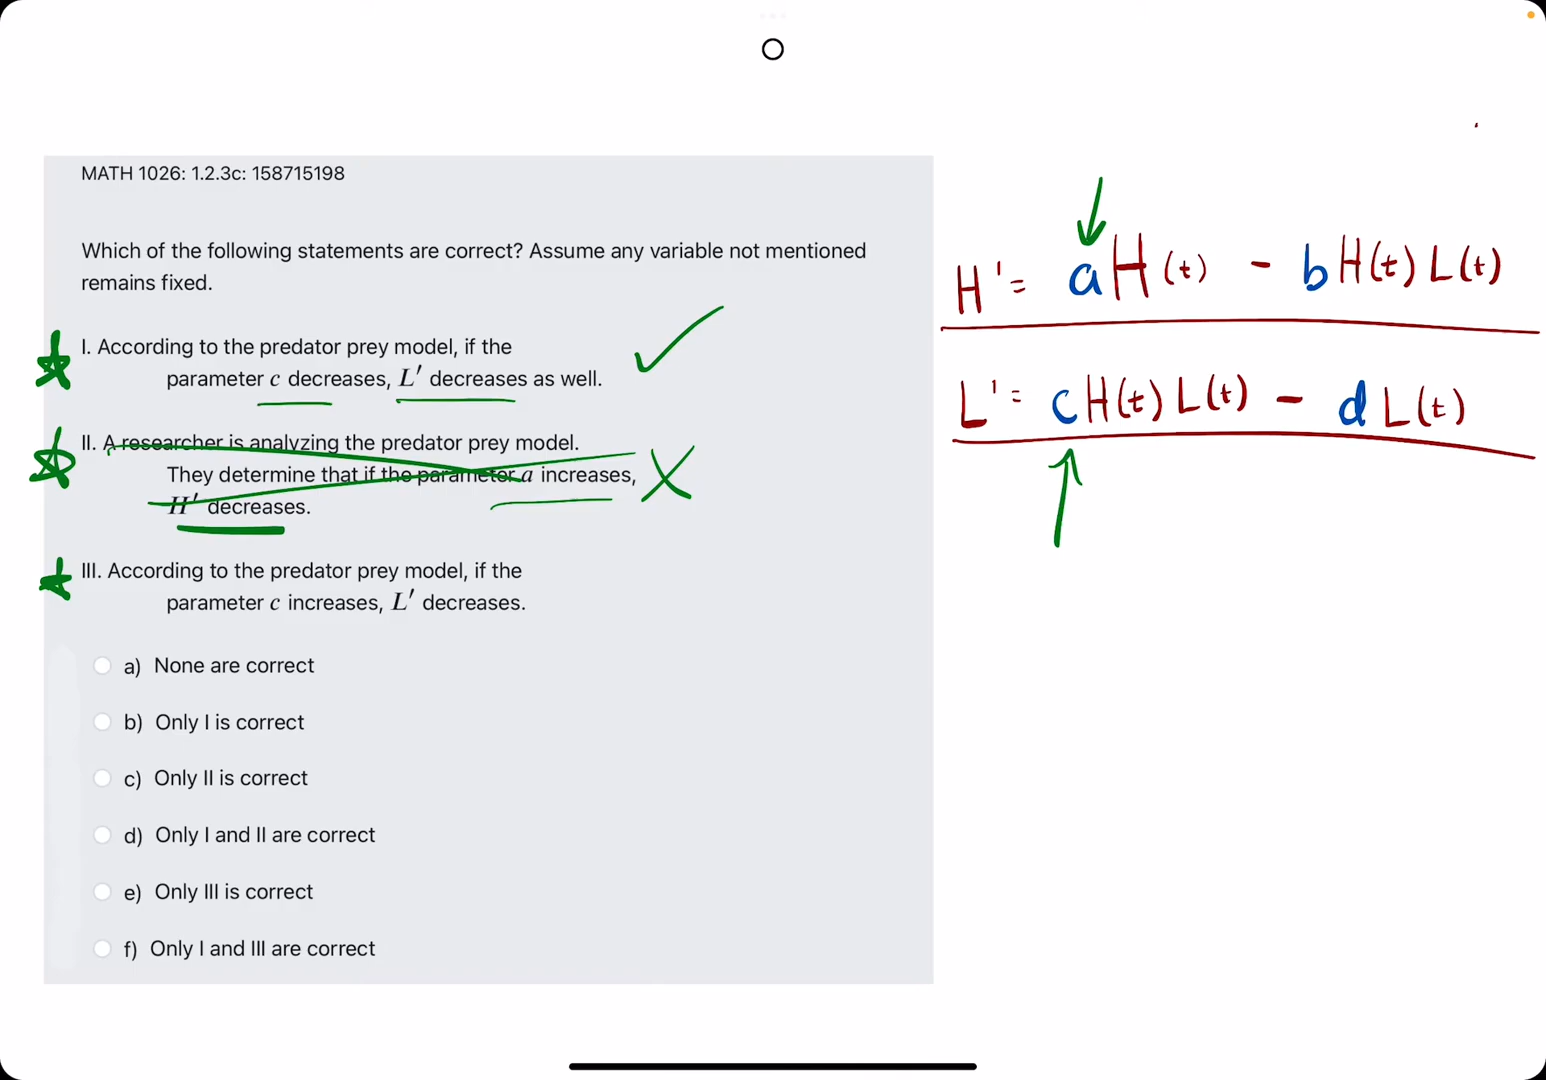 MATH 1026: 1.2.3c: 158715198
Which of the following statements are correct? Assume any variable not mentioned
remains fixed.
I. According to the predator prey model, if the
parameter c decreases, L′ decreases as well.
II. A researcher is analyzing the predator prey model.
They determine that if the parameter a increases,
H′ decreases.
III. According to the predator prey model, if the
parameter c increases, L′ decreases.
a) None are correct
b) Only I is correct
c) Only II is correct
d) Only I and II are correct
e) Only III is correct
f) Only I and III are correct
H' = aH(t) - bH(t)L(t)
L' = cH(t)L(t) - dL(t)